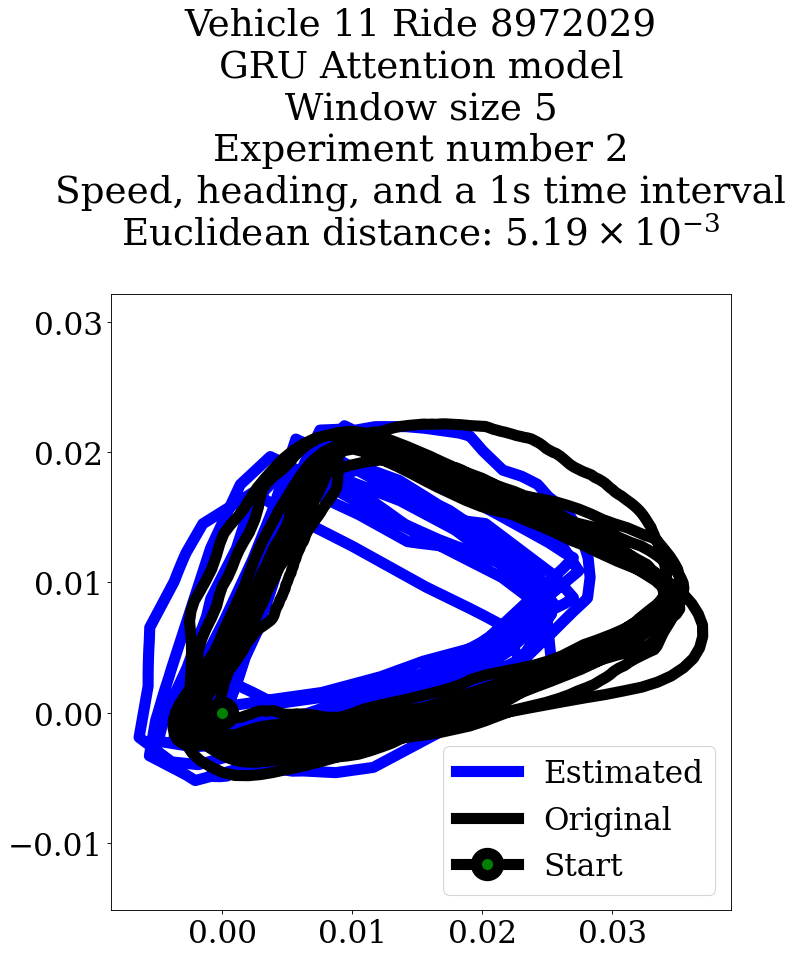 Vehicle 11 Ride 8972029
GRU Attention model
Window size 5
Experiment number 2
Speed, heading, and a 1s time interval
Euclidean distance: 5.19 × 10⁻³
0.03
0.02
0.01
0.00
−0.01
Estimated
Original
Start
0.00 0.01 0.02 0.03